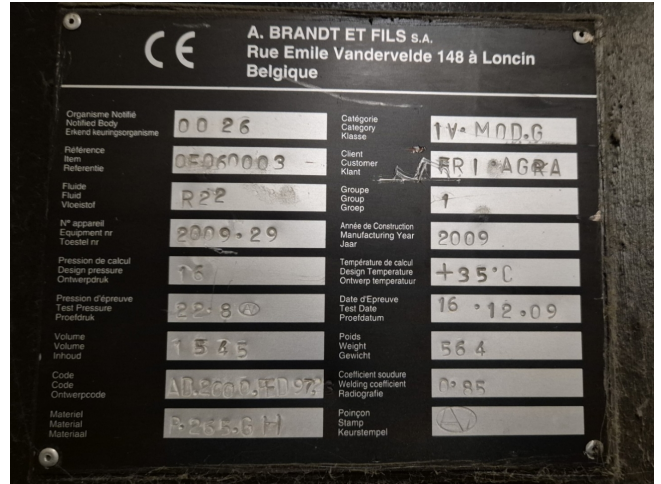 CE
A. BRANDT ET FILS S.A.
Rue Emile Vandervelde 148 à Loncin
Belgique
Organisme Notifié
Notified Body
Erkend keuringsorganisme
0026
Catégorie
Category
Klasse
1V.MOD.G
Référence
Item
Referentie
0F060003
Client
Customer
Klant
FRI.AGRA
Fluide
Fluid
Vloeistof
R22
Groupe
Group
Groep
1
N° appareil
Equipment nr
Toestel nr
2009.29
Année de Construction
Manufacturing Year
Jaar
2009
Pression de calcul
Design pressure
Ontwerpdruk
16
Température de calcul
Design Temperature
Ontwerp temperatuur
+35°C
Pression d'épreuve
Test Pressure
Proefdruk
22.8
Date d'Epreuve
Test Date
Proefdatum
16.12.09
Volume
Volume
Inhoud
1545
Poids
Weight
Gewicht
564
Code
Code
Ontwerpcode
Coefficient soudure
Welding coefficient
Radiografie
0.85
Materiel
Material
Materiaal
P.265.GH
Poinçon
Stamp
Keurstempel